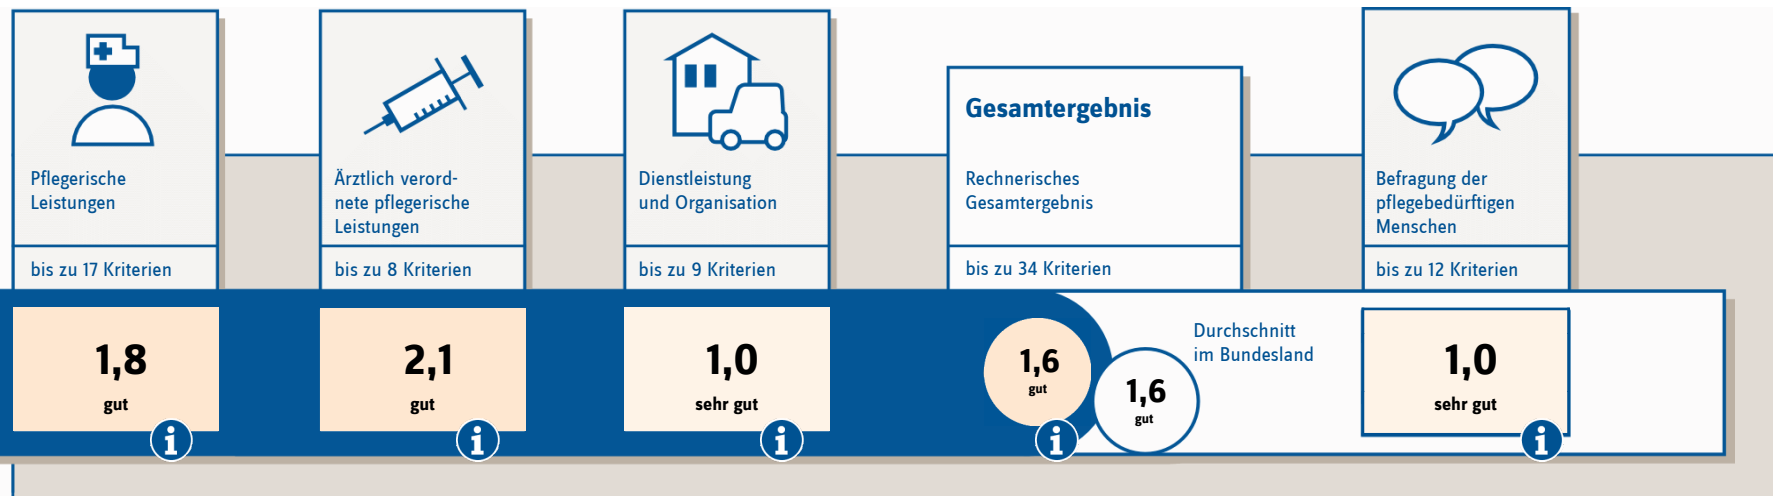 Pflegerische
Leistungen
bis zu 17 Kriterien
1,8
gut
i
Ärztlich verord-
nete pflegerische
Leistungen
bis zu 8 Kriterien
2,1
gut
i
Dienstleistung
und Organisation
bis zu 9 Kriterien
1,0
sehr gut
i
Gesamtergebnis
Rechnerisches
Gesamtergebnis
bis zu 34 Kriterien
1,6
gut
i
Durchschnitt
im Bundesland
1,6
gut
Befragung der
pflegebedürftigen
Menschen
bis zu 12 Kriterien
1,0
sehr gut
i